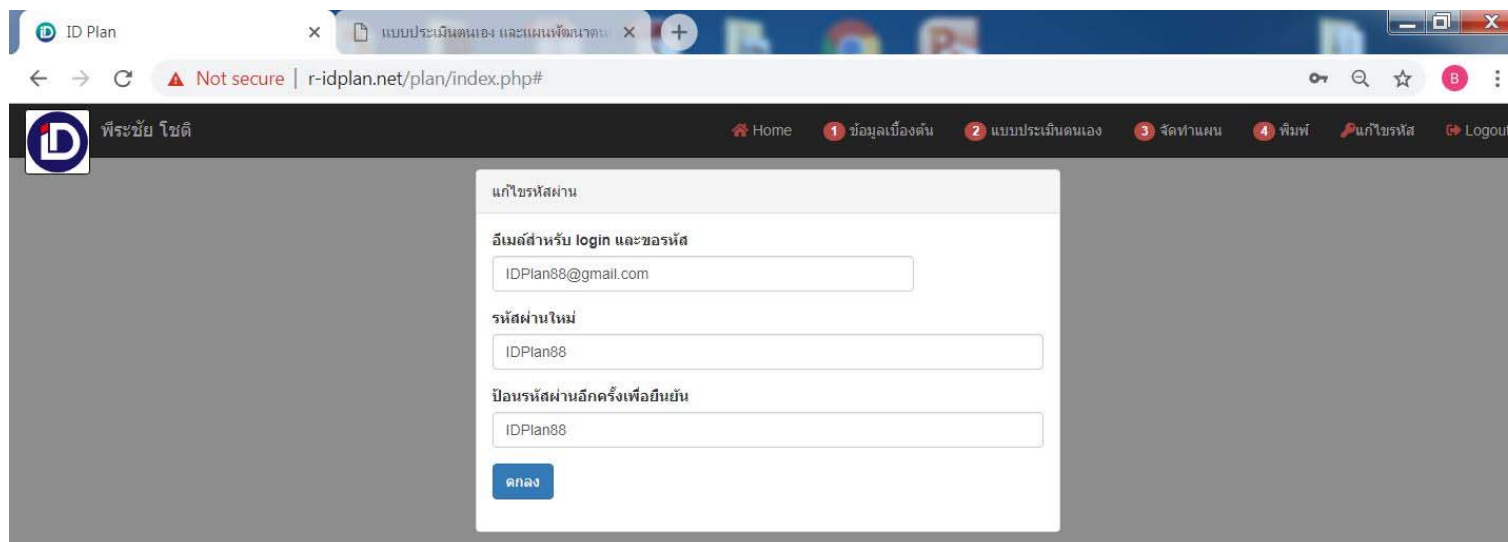 ID Plan
แบบประเมินตนเอง และแผนพัฒนาตน
Not secure | r-idplan.net/plan/index.php#
B
iD พีระชัย โชติ Home 1 ข้อมูลเบื้องต้น 2 แบบประเมินตนเอง 3 จัดทำแผน 4 พิมพ์ แก้ไขรหัส Logout
แก้ไขรหัสผ่าน
อีเมล์สำหรับ login และขอรหัส
IDPlan88@gmail.com
รหัสผ่านใหม่
IDPlan88
ป้อนรหัสผ่านอีกครั้งเพื่อยืนยัน
IDPlan88
ตกลง